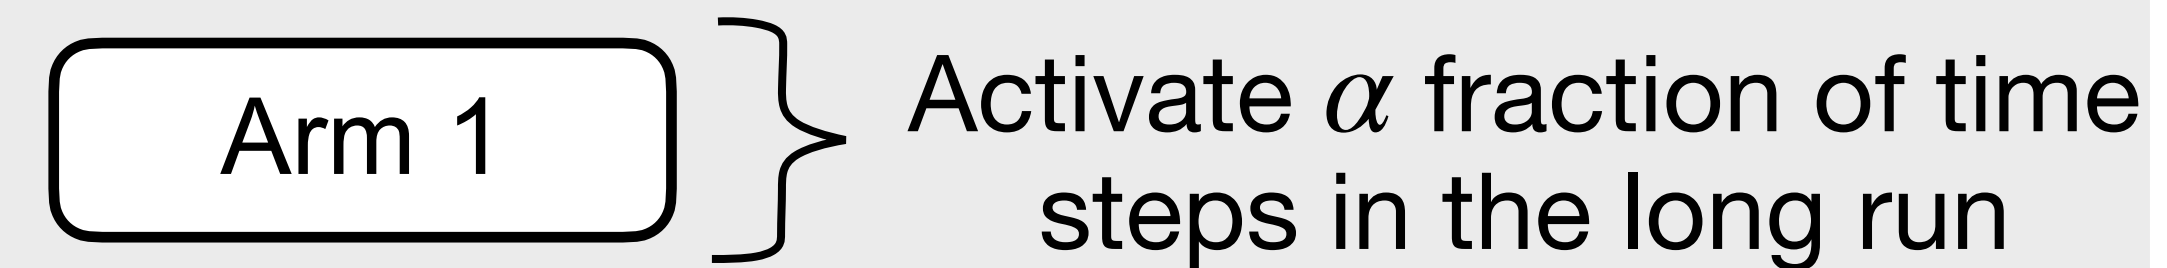 Arm 1
Activate α fraction of time
steps in the long run